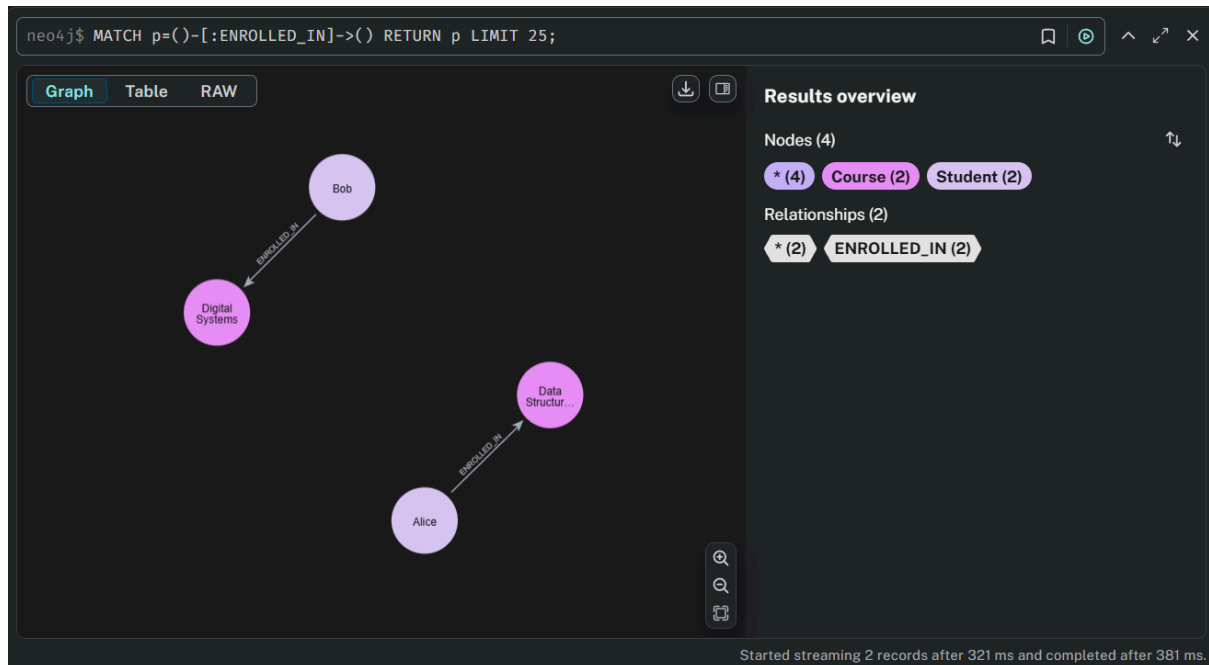 neo4j$ MATCH p=()-[:ENROLLED_IN]->() RETURN p LIMIT 25;
Graph Table RAW
Bob
ENROLLED_IN
Digital
Systems
Data
Structur...
ENROLLED_IN
Alice
Results overview
Nodes (4)
* (4) Course (2) Student (2)
Relationships (2)
* (2) ENROLLED_IN (2)
Started streaming 2 records after 321 ms and completed after 381 ms.